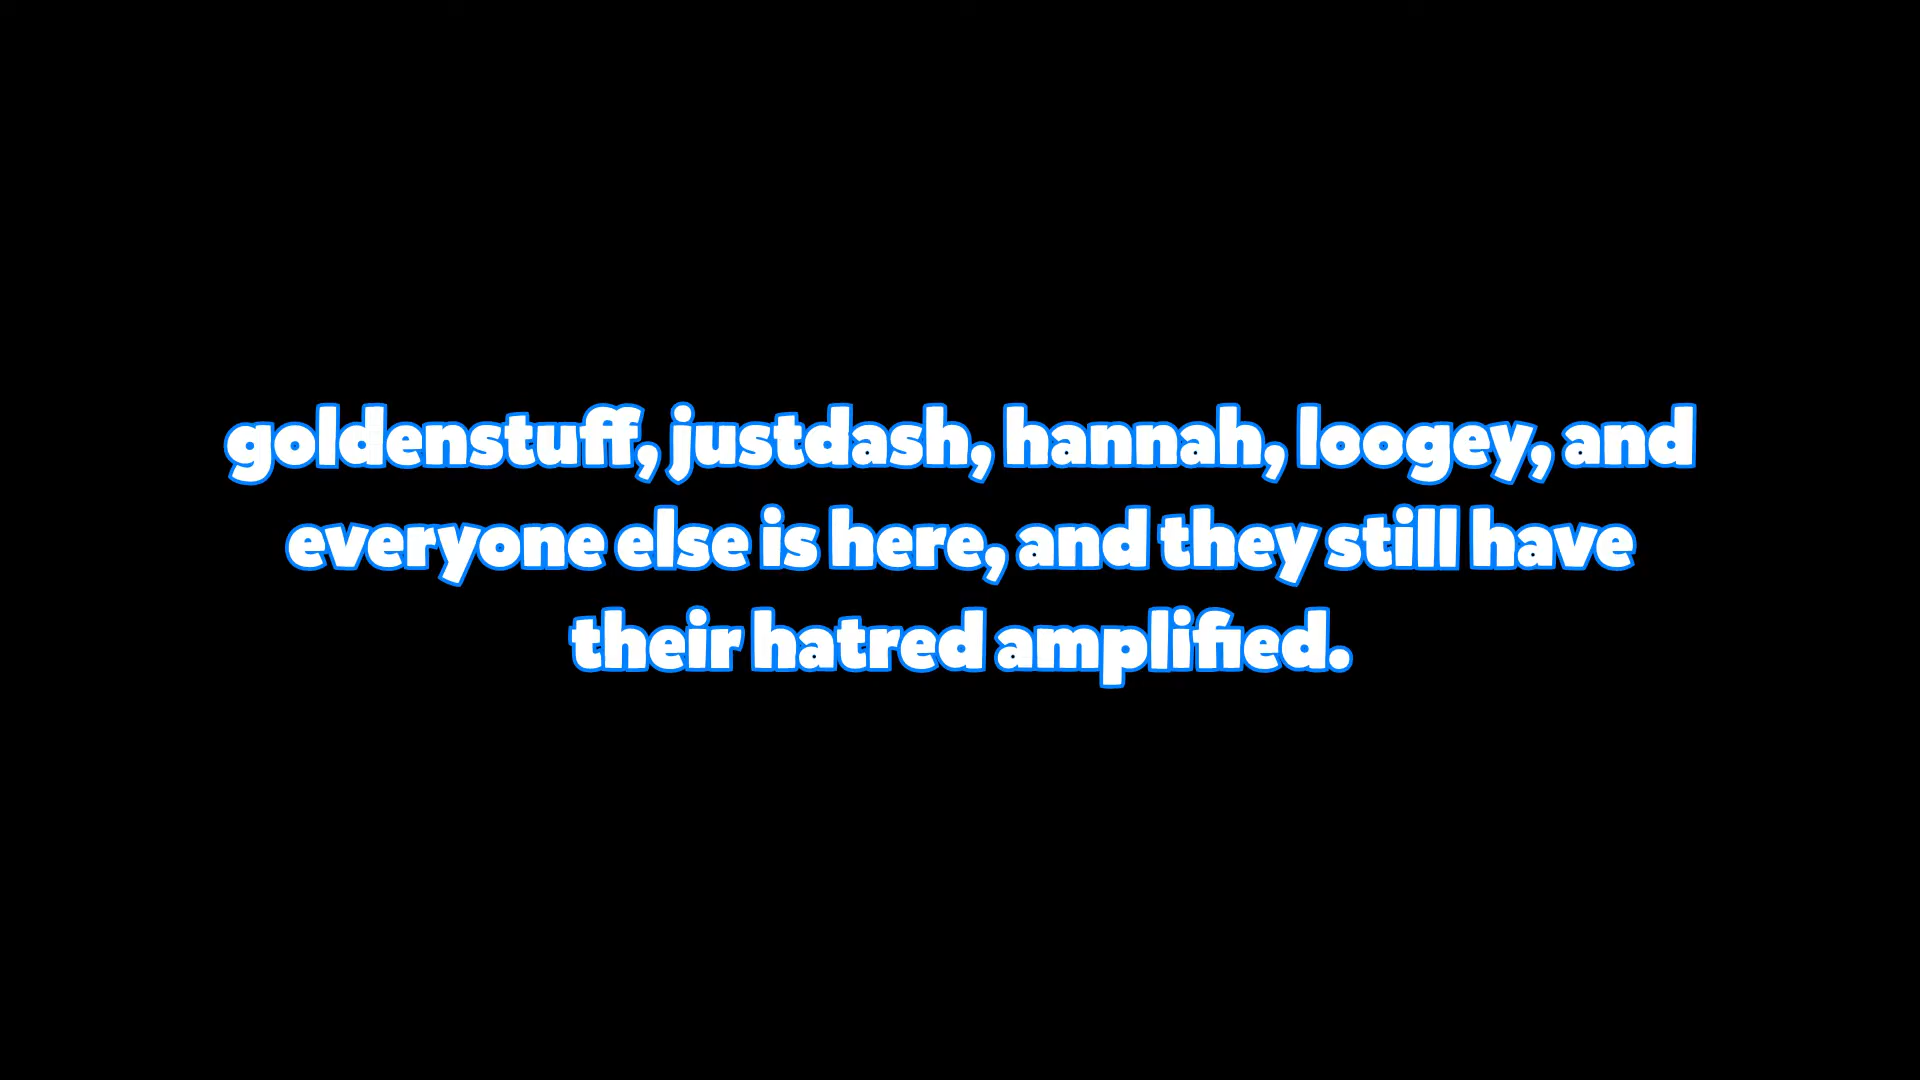 goldenstuff, justdash, hannah, loogey, and
everyone else is here, and they still have
their hatred amplified.